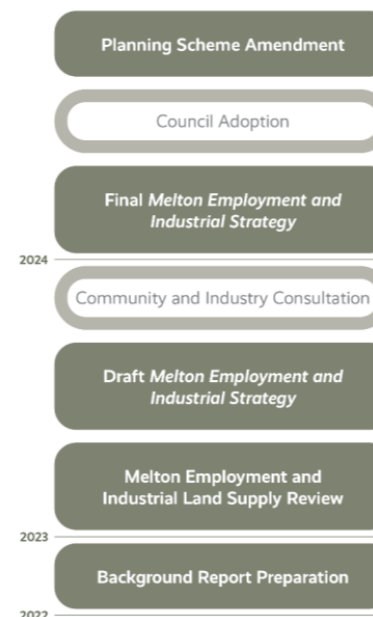 Planning Scheme Amendment
Council Adoption
Final Melton Employment and
Industrial Strategy
2024
Community and Industry Consultation
Draft Melton Employment and
Industrial Strategy
Melton Employment and
Industrial Land Supply Review
2023
Background Report Preparation
2022